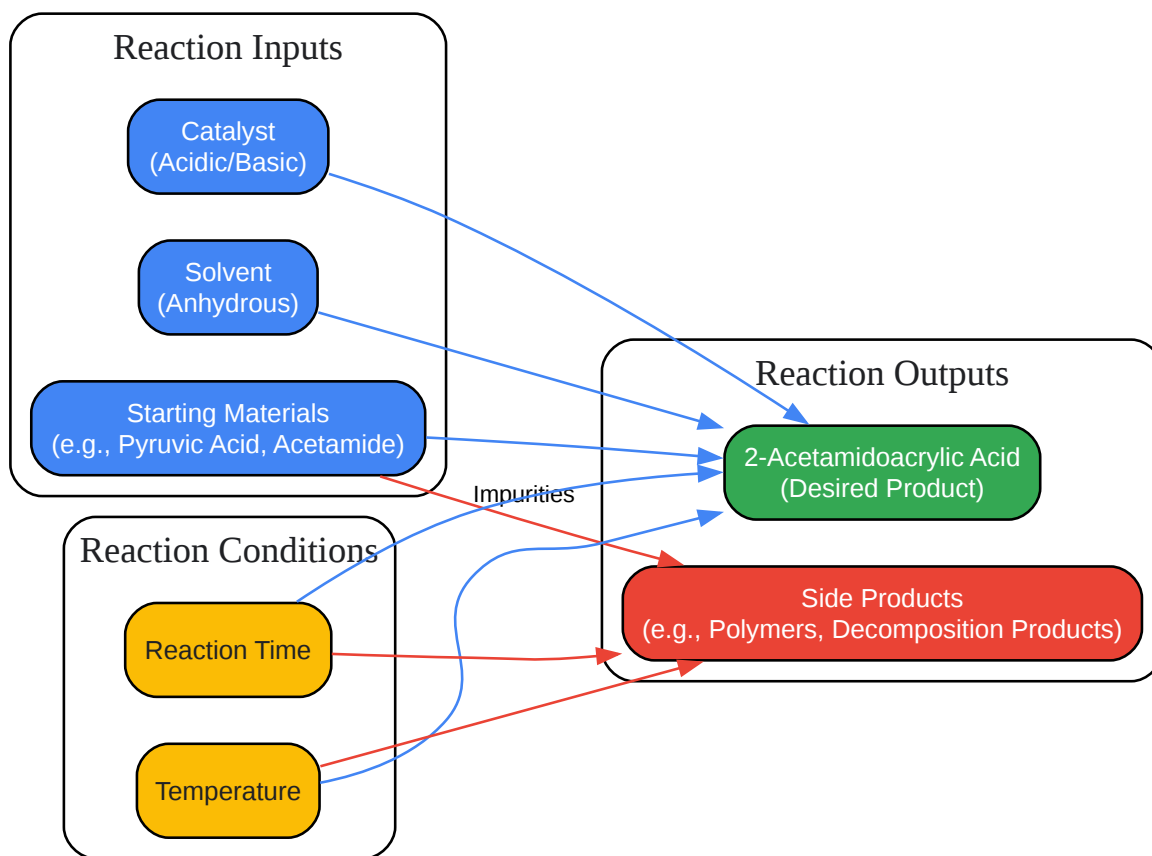 Reaction Inputs
Catalyst
(Acidic/Basic)
Solvent
(Anhydrous)
Starting Materials
(e.g., Pyruvic Acid, Acetamide)
Impurities
Reaction Conditions
Reaction Time
Temperature
Reaction Outputs
2-Acetamidoacrylic Acid
(Desired Product)
Side Products
(e.g., Polymers, Decomposition Products)